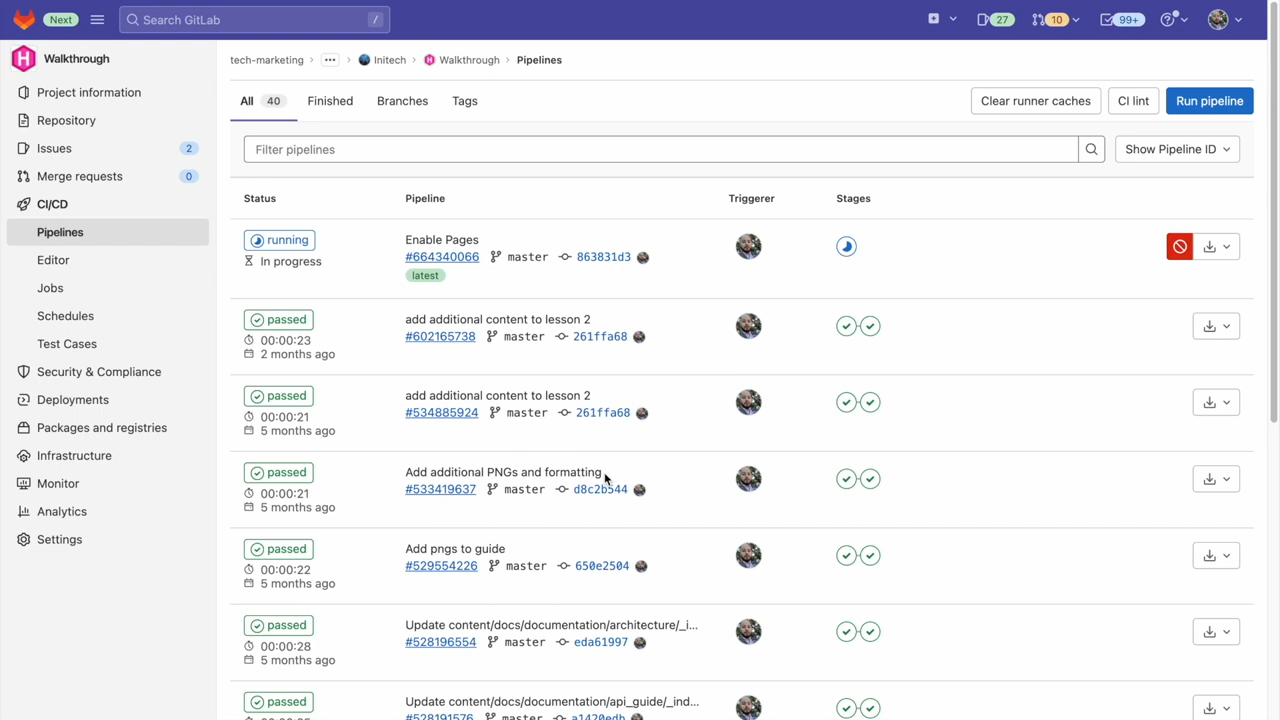 Next
Search GitLab
/
27
10
99+
Walkthrough
Project information
Repository
Issues
2
Merge requests
0
CI/CD
Pipelines
Editor
Jobs
Schedules
Test Cases
Security & Compliance
Deployments
Packages and registries
Infrastructure
Monitor
Analytics
Settings
tech-marketing › ··· › Initech › Walkthrough › Pipelines
All 40 Finished Branches Tags
Clear runner caches CI lint Run pipeline
Filter pipelines Show Pipeline ID
Status Pipeline Triggerer Stages
running
In progress
Enable Pages
#664340066 master 863831d3
latest
passed
00:00:23
2 months ago
add additional content to lesson 2
#602165738 master 261ffa68
passed
00:00:21
5 months ago
add additional content to lesson 2
#534885924 master 261ffa68
passed
00:00:21
5 months ago
Add additional PNGs and formatting
#533419637 master d8c2b544
passed
00:00:22
5 months ago
Add pngs to guide
#529554226 master 650e2504
passed
00:00:28
5 months ago
Update content/docs/documentation/architecture/_i...
#528196554 master eda61997
passed
Update content/docs/documentation/api_guide/_ind...
#528191576 master a1420edb